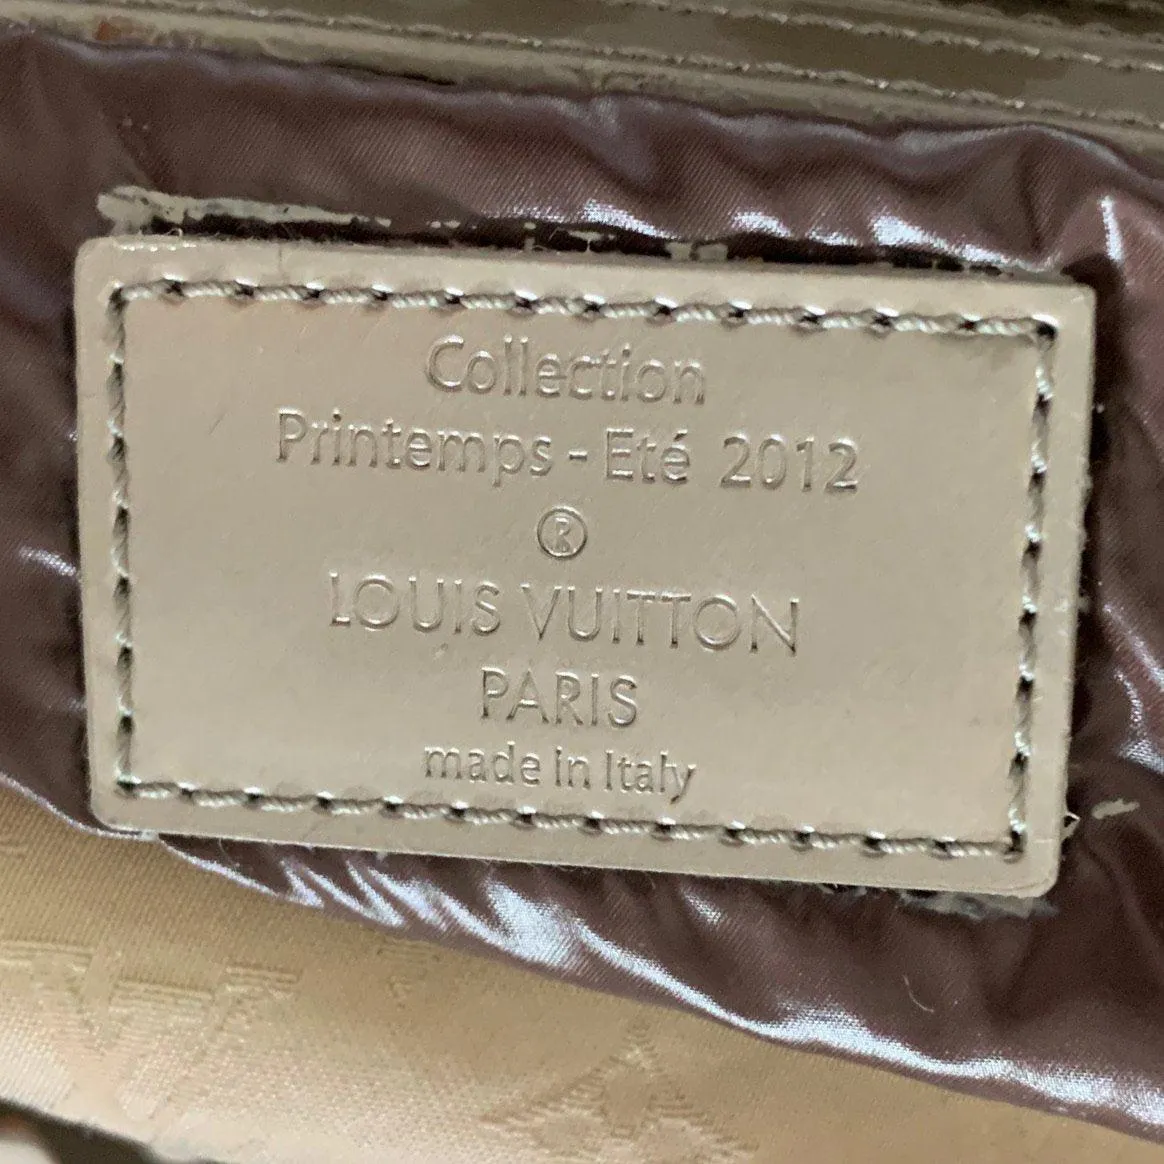 Collection
Printemps - Eté 2012
®
LOUIS VUITTON
PARIS
made in Italy